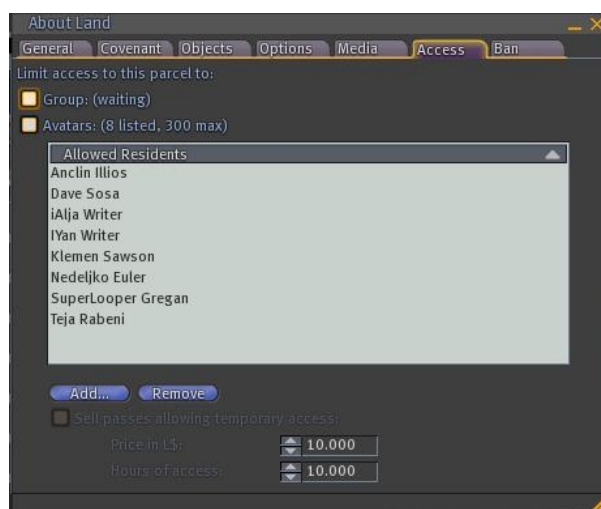 About Land
General Covenant Objects Options Media Access Ban
Limit access to this parcel to:
Group: (waiting)
Avatars: (8 listed, 300 max)
Allowed Residents
Anclin Illios
Dave Sosa
iAlja Writer
IYan Writer
Klemen Sawson
Nedeljko Euler
SuperLooper Gregan
Teja Rabeni
Add... Remove
Sell passes allowing temporary access:
Price in L$: 10.000
Hours of access: 10.000